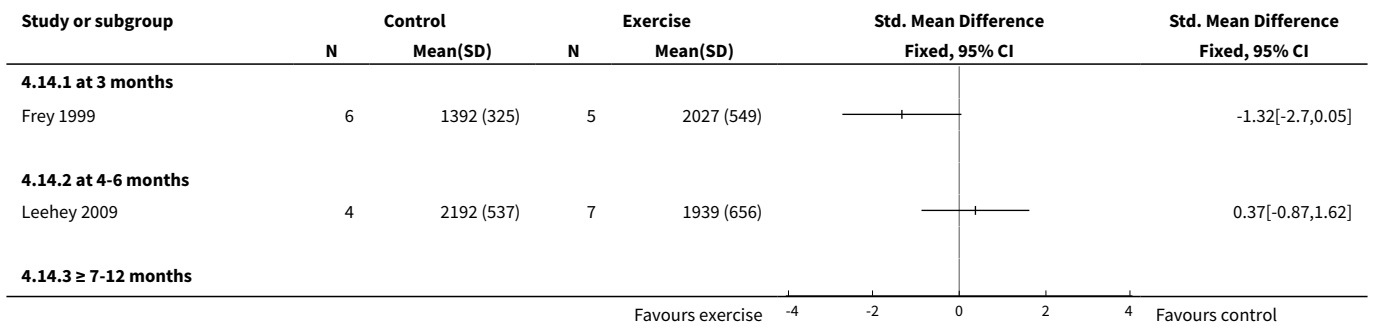 Study or subgroup Control Exercise Std. Mean Difference Std. Mean Difference
N Mean(SD) N Mean(SD) Fixed, 95% CI Fixed, 95% CI
4.14.1 at 3 months
Frey 1999 6 1392 (325) 5 2027 (549) -1.32[-2.7,0.05]
4.14.2 at 4-6 months
Leehey 2009 4 2192 (537) 7 1939 (656) 0.37[-0.87,1.62]
4.14.3 ≥ 7-12 months
Favours exercise -4 -2 0 2 4 Favours control